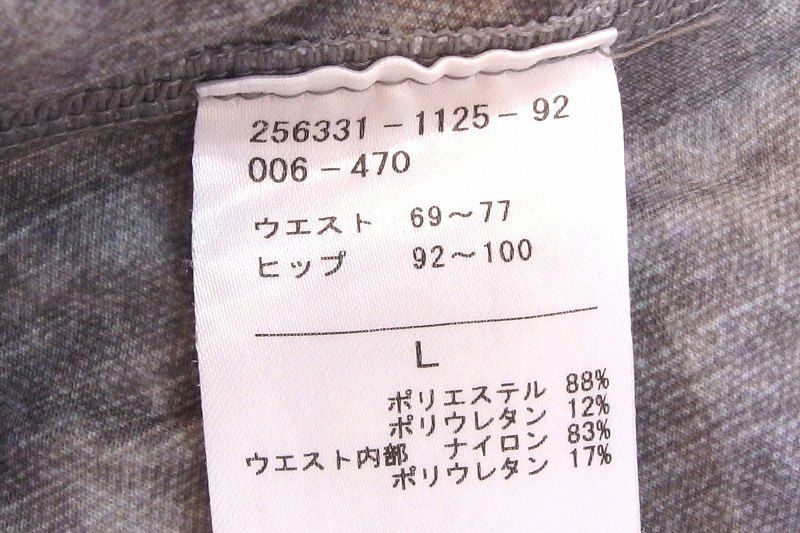 256331-1125-92
006-470
ウエスト 69~77
ヒップ 92~100
L
ポリエステル 88%
ポリウレタン 12%
ウエスト内部 ナイロン 83%
ポリウレタン 17%